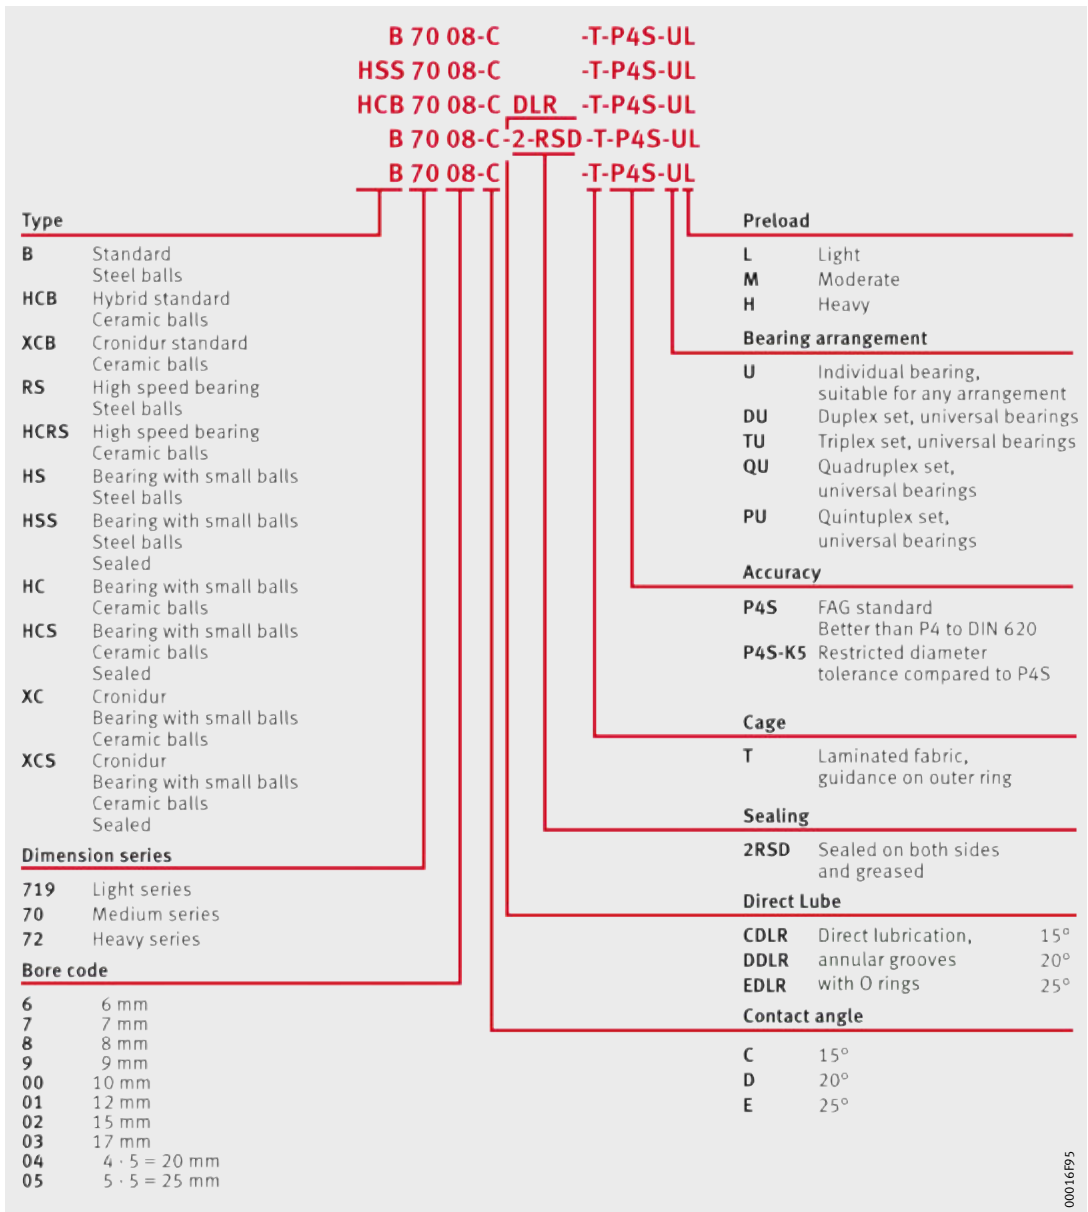 B 70 08-C -T-P4S-UL
HSS 70 08-C -T-P4S-UL
HCB 70 08-C DLR -T-P4S-UL
B 70 08-C-2-RSD-T-P4S-UL
B 70 08-C -T-P4S-UL
Type
B Standard
Steel balls
HCB Hybrid standard
Ceramic balls
XCB Cronidur standard
Ceramic balls
RS High speed bearing
Steel balls
HCRS High speed bearing
Ceramic balls
HS Bearing with small balls
Steel balls
HSS Bearing with small balls
Steel balls
Sealed
HC Bearing with small balls
Ceramic balls
HCS Bearing with small balls
Ceramic balls
Sealed
XC Cronidur
Bearing with small balls
Ceramic balls
XCS Cronidur
Bearing with small balls
Ceramic balls
Sealed
Dimension series
719 Light series
70 Medium series
72 Heavy series
Bore code
6 6 mm
7 7 mm
8 8 mm
9 9 mm
00 10 mm
01 12 mm
02 15 mm
03 17 mm
04 4 · 5 = 20 mm
05 5 · 5 = 25 mm
Preload
L Light
M Moderate
H Heavy
Bearing arrangement
U Individual bearing,
suitable for any arrangement
DU Duplex set, universal bearings
TU Triplex set, universal bearings
QU Quadruplex set,
universal bearings
PU Quintuplex set,
universal bearings
Accuracy
P4S FAG standard
Better than P4 to DIN 620
P4S-K5 Restricted diameter
tolerance compared to P4S
Cage
T Laminated fabric,
guidance on outer ring
Sealing
2RSD Sealed on both sides
and greased
Direct Lube
CDLR Direct lubrication, 15°
DDLR annular grooves 20°
EDLR with O rings 25°
Contact angle
C 15°
D 20°
E 25°
00016F95